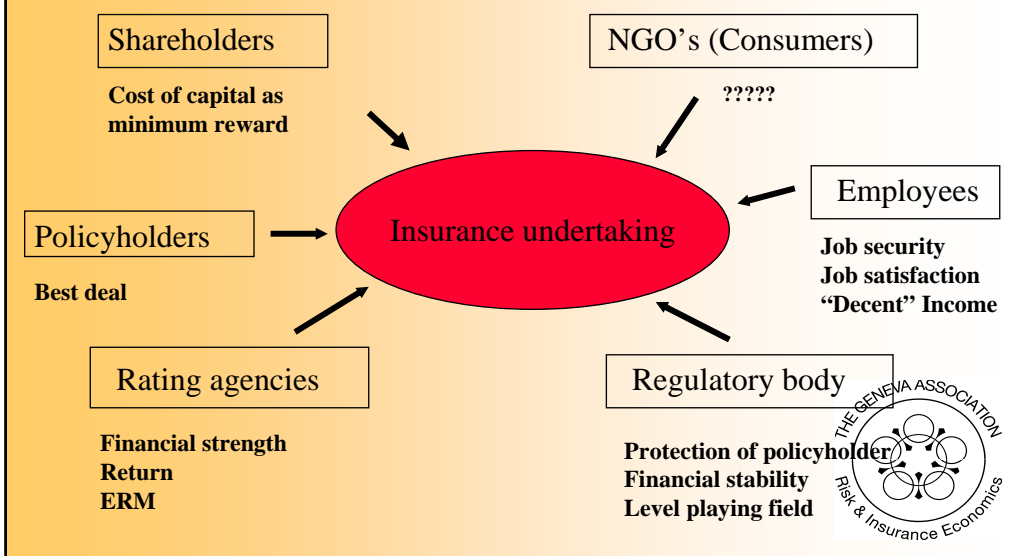 Shareholders
Cost of capital as
minimum reward
NGO's (Consumers)
?????
Policyholders
Best deal
Insurance undertaking
Employees
Job security
Job satisfaction
“Decent” Income
Rating agencies
Financial strength
Return
ERM
Regulatory body
Protection of policyholder
Financial stability
Level playing field
THE GENEVA ASSOCIATION
Risk & Insurance Economics